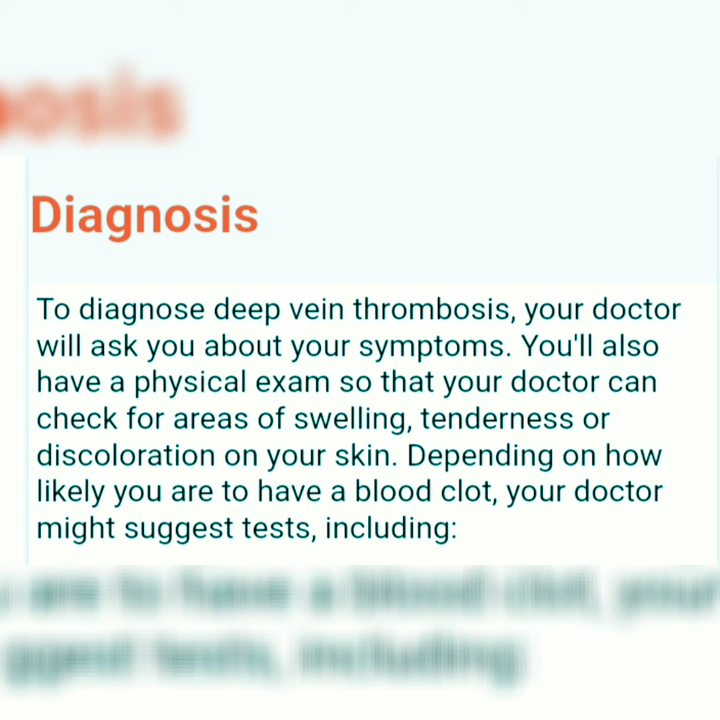 Diagnosis
To diagnose deep vein thrombosis, your doctor
will ask you about your symptoms. You'll also
have a physical exam so that your doctor can
check for areas of swelling, tenderness or
discoloration on your skin. Depending on how
likely you are to have a blood clot, your doctor
might suggest tests, including: